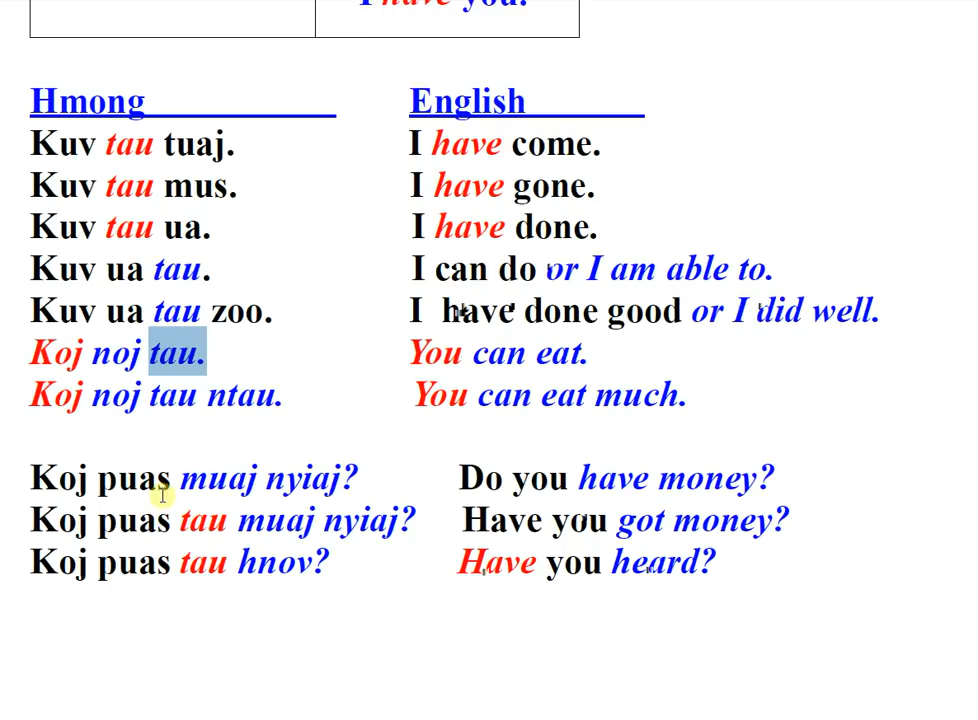 I have you.
Hmong English
Kuv tau tuaj. I have come.
Kuv tau mus. I have gone.
Kuv tau ua. I have done.
Kuv ua tau. I can do or I am able to.
Kuv ua tau zoo. I have done good or I did well.
Koj noj tau. You can eat.
Koj noj tau ntau. You can eat much.
Koj puas muaj nyiaj? Do you have money?
Koj puas tau muaj nyiaj? Have you got money?
Koj puas tau hnov? Have you heard?